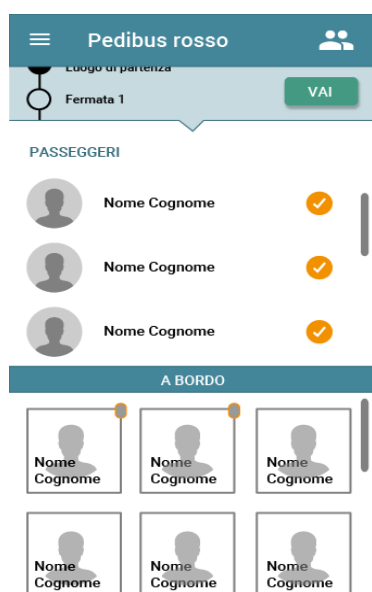 Pedibus rosso
Luogo di partenza
Fermata 1
VAI
PASSEGGERI
Nome Cognome
Nome Cognome
Nome Cognome
A BORDO
Nome
Cognome
Nome
Cognome
Nome
Cognome
Nome
Cognome
Nome
Cognome
Nome
Cognome